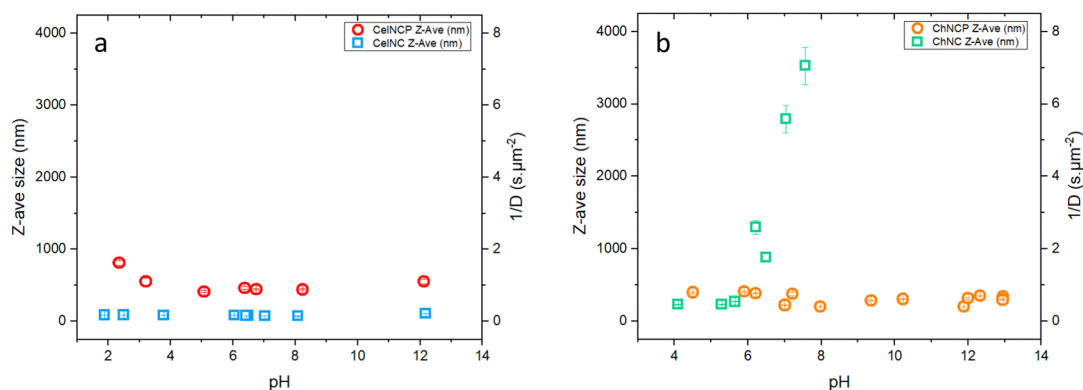 a
CelNCP Z-Ave (nm)
CelNC Z-Ave (nm)
4000
3000
2000
1000
0
Z-ave size (nm)
8
6
4
2
0
1/D (s.µm-2)
2 4 6 8 10 12 14
pH
b
ChNCP Z-Ave (nm)
ChNC Z-Ave (nm)
4000
3000
2000
1000
0
Z-ave size (nm)
8
6
4
2
0
1/D (s.µm-2)
4 6 8 10 12 14
pH